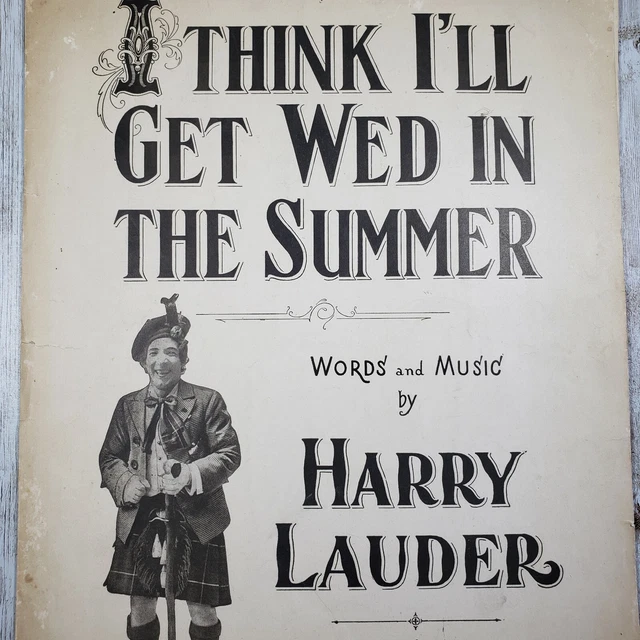 I THINK I'LL
GET WED IN
THE SUMMER
WORDS and MUSIC
by
HARRY
LAUDER